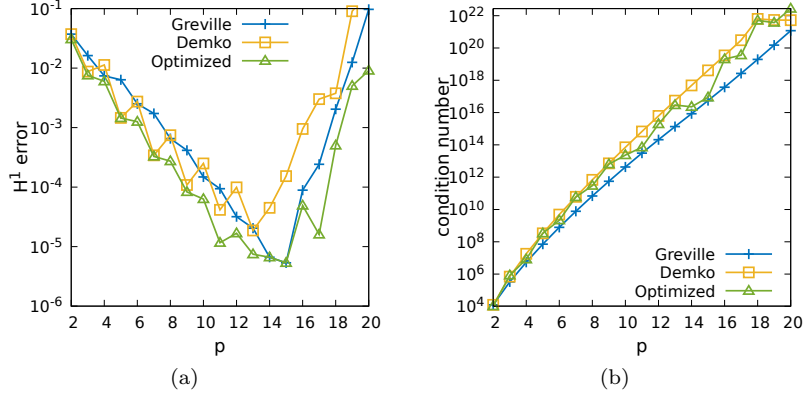 10^-1
10^-2
10^-3
10^-4
10^-5
10^-6
H^1 error
Greville
Demko
Optimized
2 4 6 8 10 12 14 16 18 20
p
(a)
10^22
10^20
10^18
10^16
10^14
10^12
10^10
10^8
10^6
10^4
condition number
Greville
Demko
Optimized
2 4 6 8 10 12 14 16 18 20
p
(b)